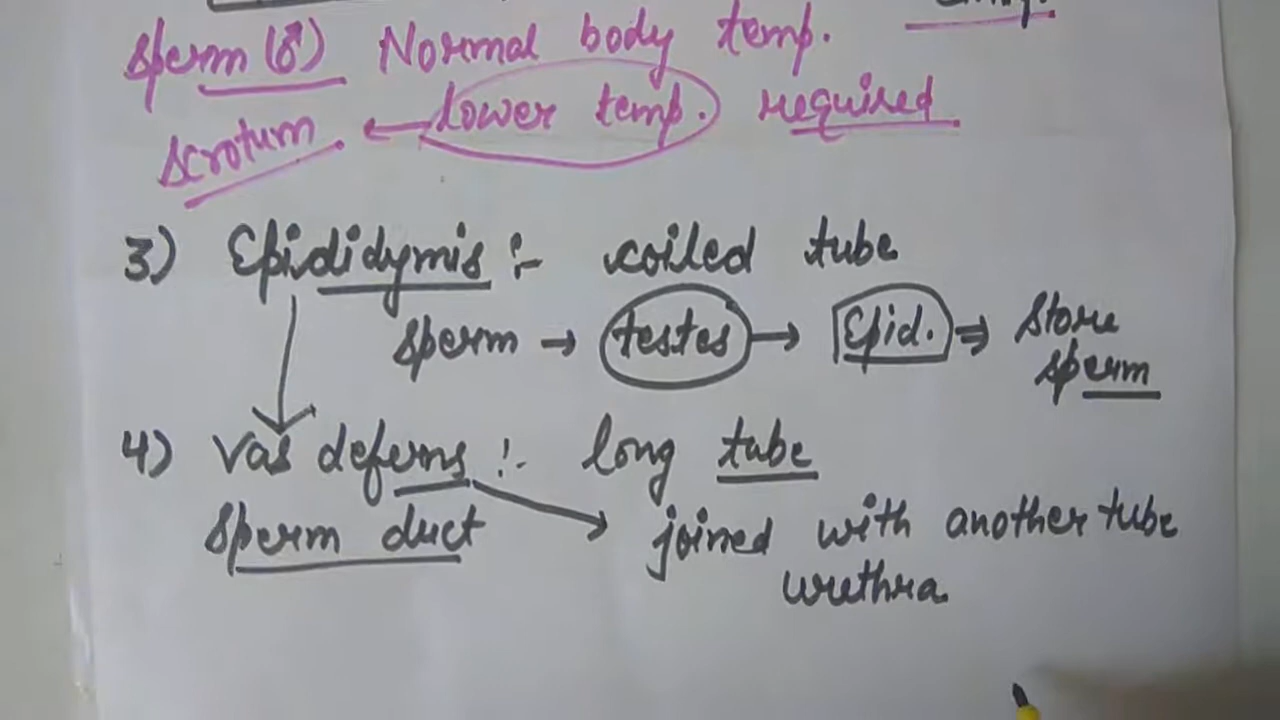 Sperm (♂) Normal body temp.
Scrotum. ← lower temp. required
3) Epididymis :- coiled tube
sperm → testes → Epid. ⇒ store sperm
4) Vas deferns :- long tube
sperm duct → joined with another tube
urethra.